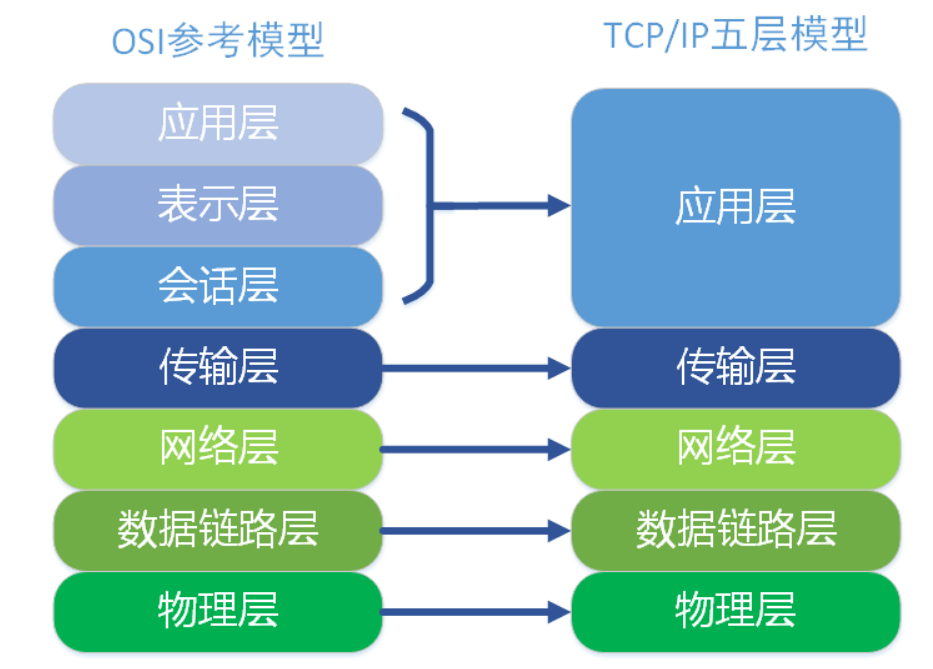 OSI参考模型
TCP/IP五层模型
应用层
表示层
会话层
传输层
网络层
数据链路层
物理层
应用层
传输层
网络层
数据链路层
物理层